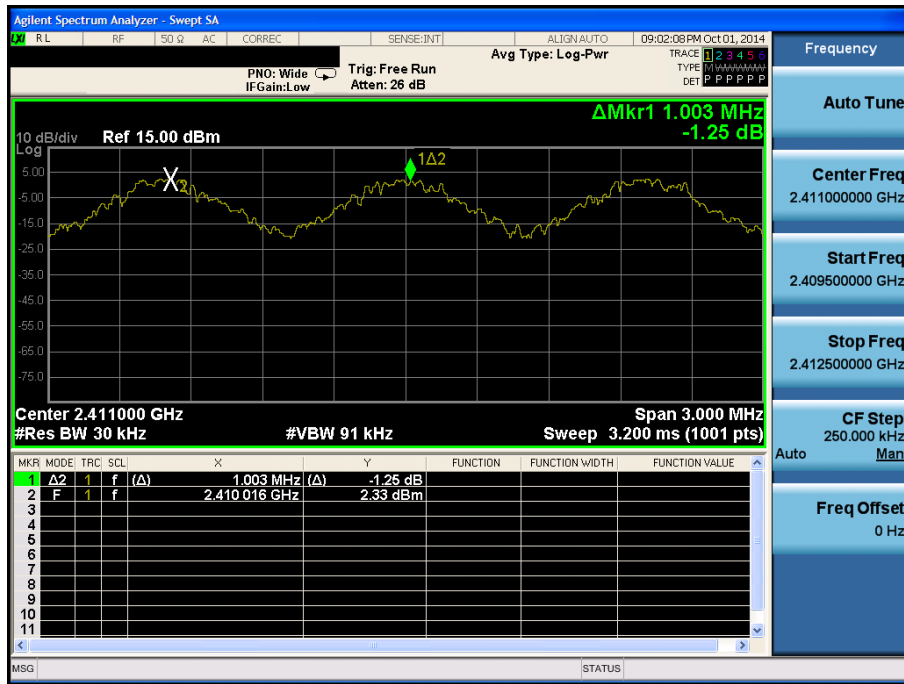 Agilent Spectrum Analyzer - Swept SA
LXI RL RF 50 Ω AC CORREC SENSE:INT ALIGN AUTO 09:02:08 PM Oct 01, 2014
PNO: Wide
IFGain:Low
Trig: Free Run
Atten: 26 dB
Avg Type: Log-Pwr
TRACE 1 2 3 4 5 6
TYPE M W W W W W
DET P P P P P P
ΔMkr1 1.003 MHz
-1.25 dB
10 dB/div Ref 15.00 dBm
Log
5.00
-5.00
-15.0
-25.0
-35.0
-45.0
-55.0
-65.0
-75.0
X2
1Δ2
Center 2.411000 GHz Span 3.000 MHz
#Res BW 30 kHz #VBW 91 kHz Sweep 3.200 ms (1001 pts)
MKR MODE TRC SCL X Y FUNCTION FUNCTION WIDTH FUNCTION VALUE
1 Δ2 1 f (Δ) 1.003 MHz (Δ) -1.25 dB
2 F 1 f 2.410 016 GHz 2.33 dBm
3
4
5
6
7
8
9
10
11
MSG STATUS
Frequency
Auto Tune
Center Freq
2.411000000 GHz
Start Freq
2.409500000 GHz
Stop Freq
2.412500000 GHz
CF Step
250.000 kHz
Auto Man
Freq Offset
0 Hz